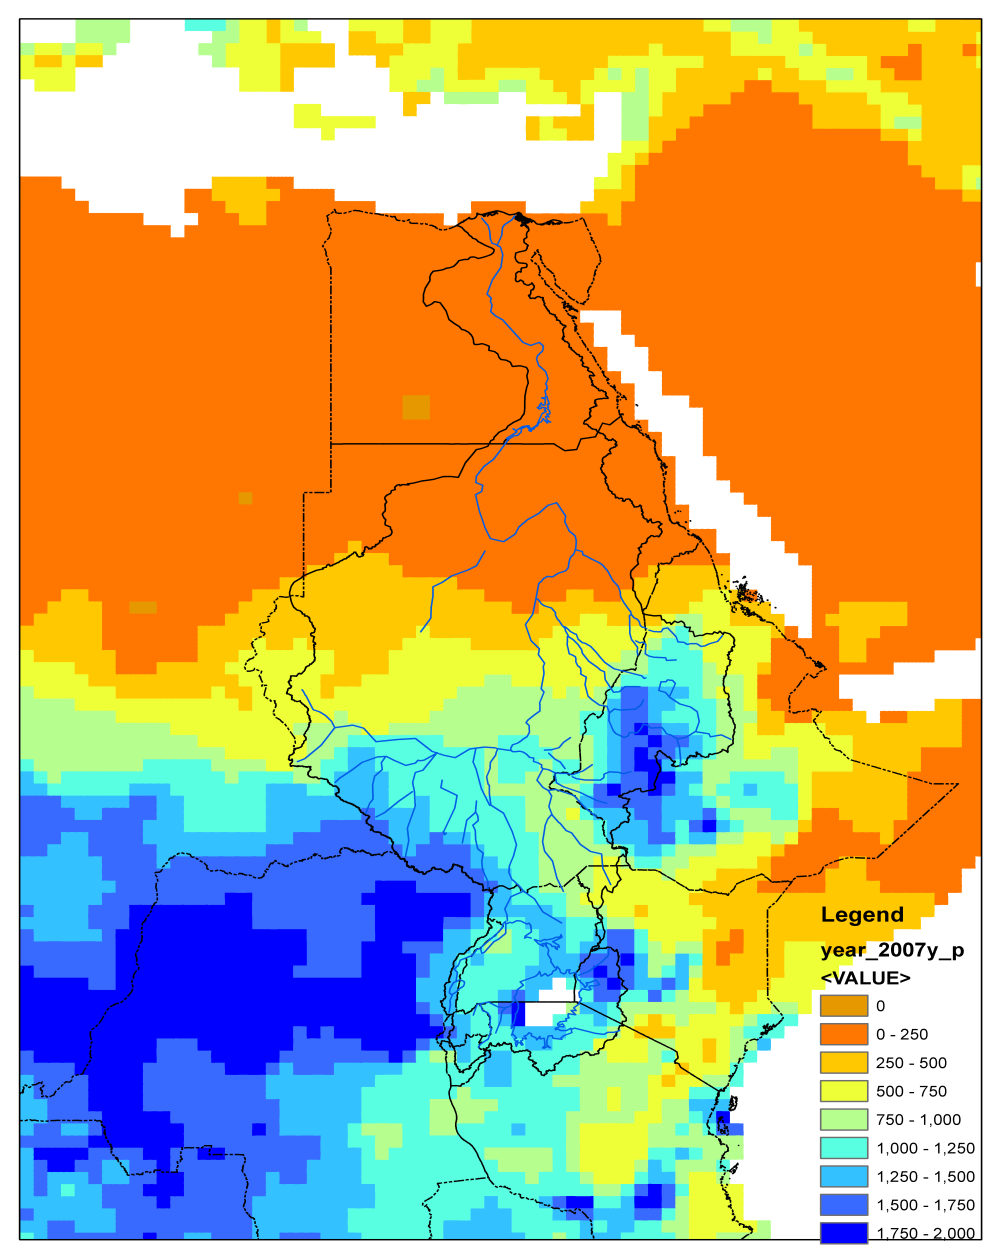 Legend
year_2007y_p
<VALUE>
0
0 - 250
250 - 500
500 - 750
750 - 1,000
1,000 - 1,250
1,250 - 1,500
1,500 - 1,750
1,750 - 2,000